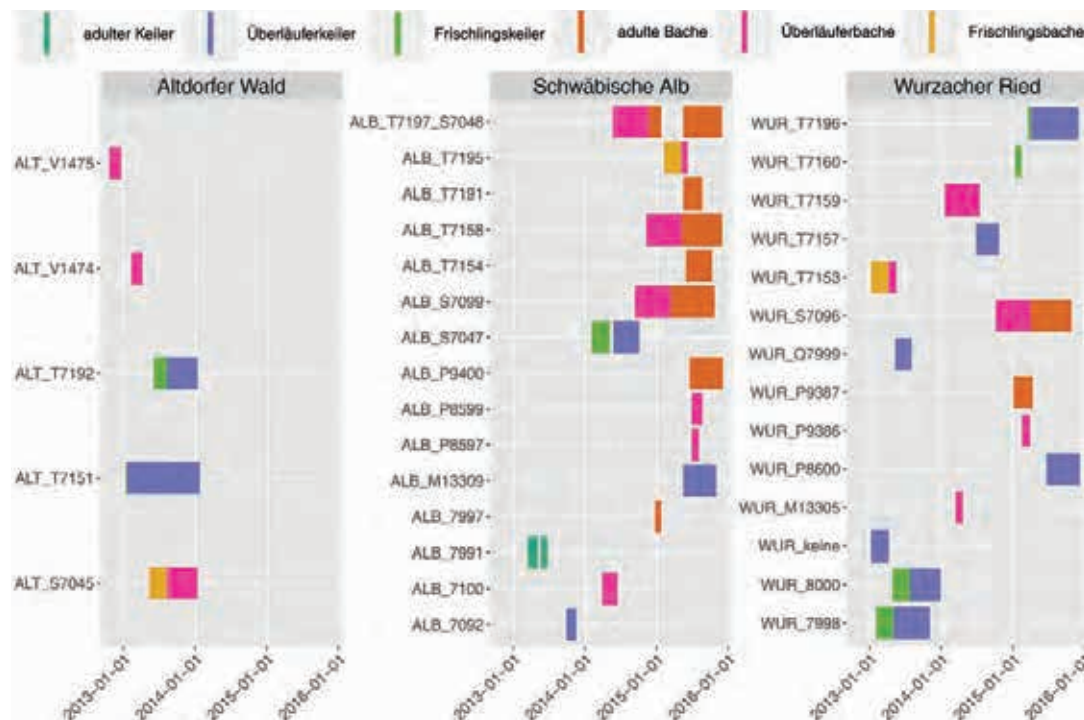 adulter Keiler Überläuferkeiler Frischlingskeiler adulte Bache Überläuferbache Frischlingsbache
Altdorfer Wald
ALT_V1475
ALT_V1474
ALT_T7192
ALT_T7151
ALT_S7045
2013-01-01
2014-01-01
2015-01-01
2016-01-01
Schwäbische Alb
ALB_T7197_S7048
ALB_T7195
ALB_T7191
ALB_T7158
ALB_T7154
ALB_S7099
ALB_S7047
ALB_P9400
ALB_P8599
ALB_P8597
ALB_M13309
ALB_7997
ALB_7991
ALB_7100
ALB_7092
2013-01-01
2014-01-01
2015-01-01
2016-01-01
Wurzacher Ried
WUR_T7196
WUR_T7160
WUR_T7159
WUR_T7157
WUR_T7153
WUR_S7096
WUR_Q7999
WUR_P9387
WUR_P9386
WUR_P8600
WUR_M13305
WUR_keine
WUR_8000
WUR_7998
2013-01-01
2014-01-01
2015-01-01
2016-01-01